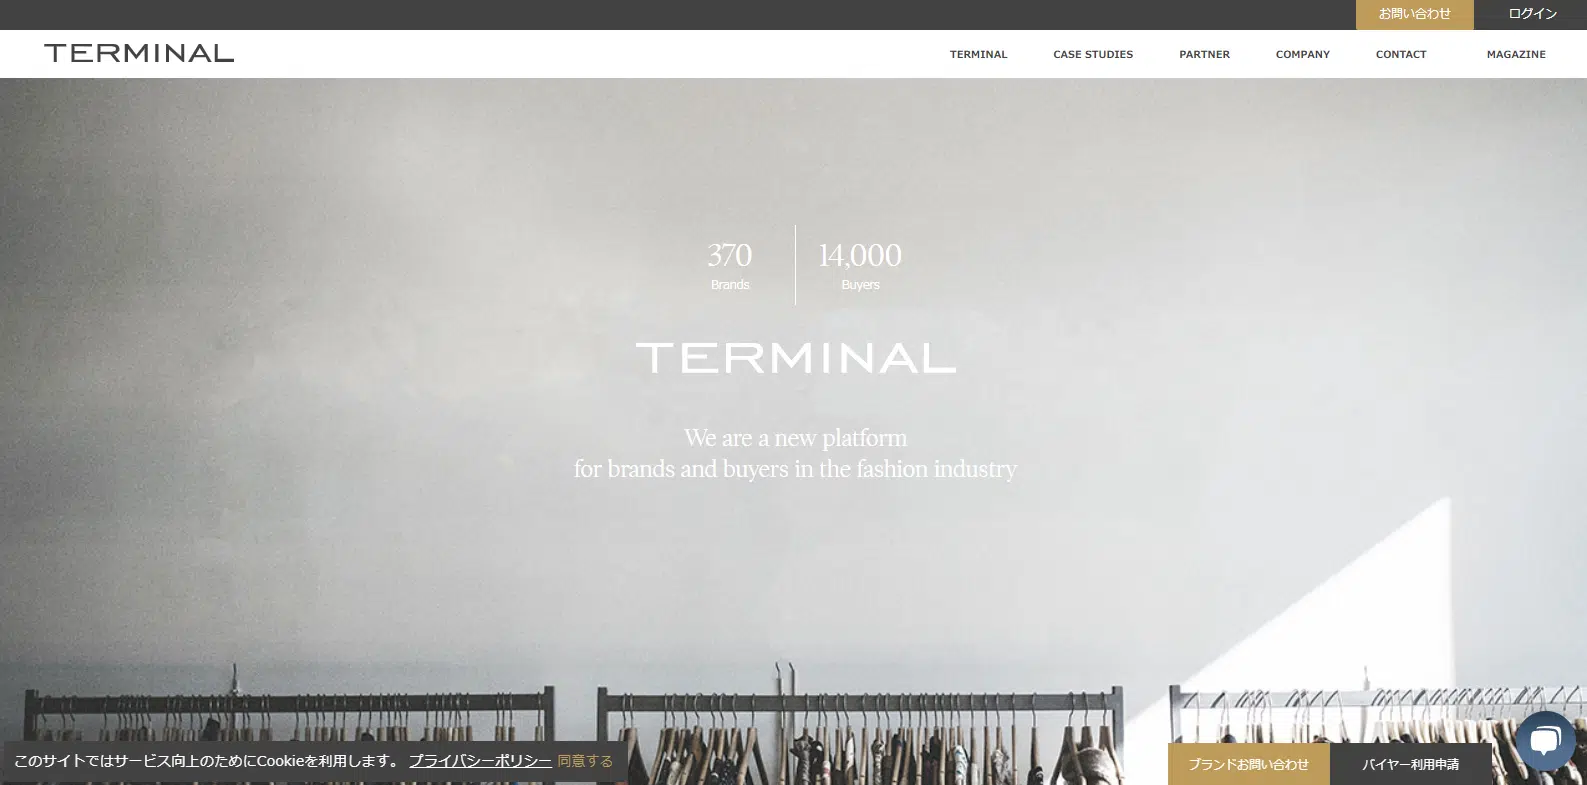 お問い合わせ ログイン
TERMINAL TERMINAL CASE STUDIES PARTNER COMPANY CONTACT MAGAZINE
370 14,000
Brands Buyers
TERMINAL
We are a new platform
for brands and buyers in the fashion industry
このサイトではサービス向上のためにCookieを利用します。 プライバシーポリシー 同意する
ブランドお問い合わせ バイヤー利用申請